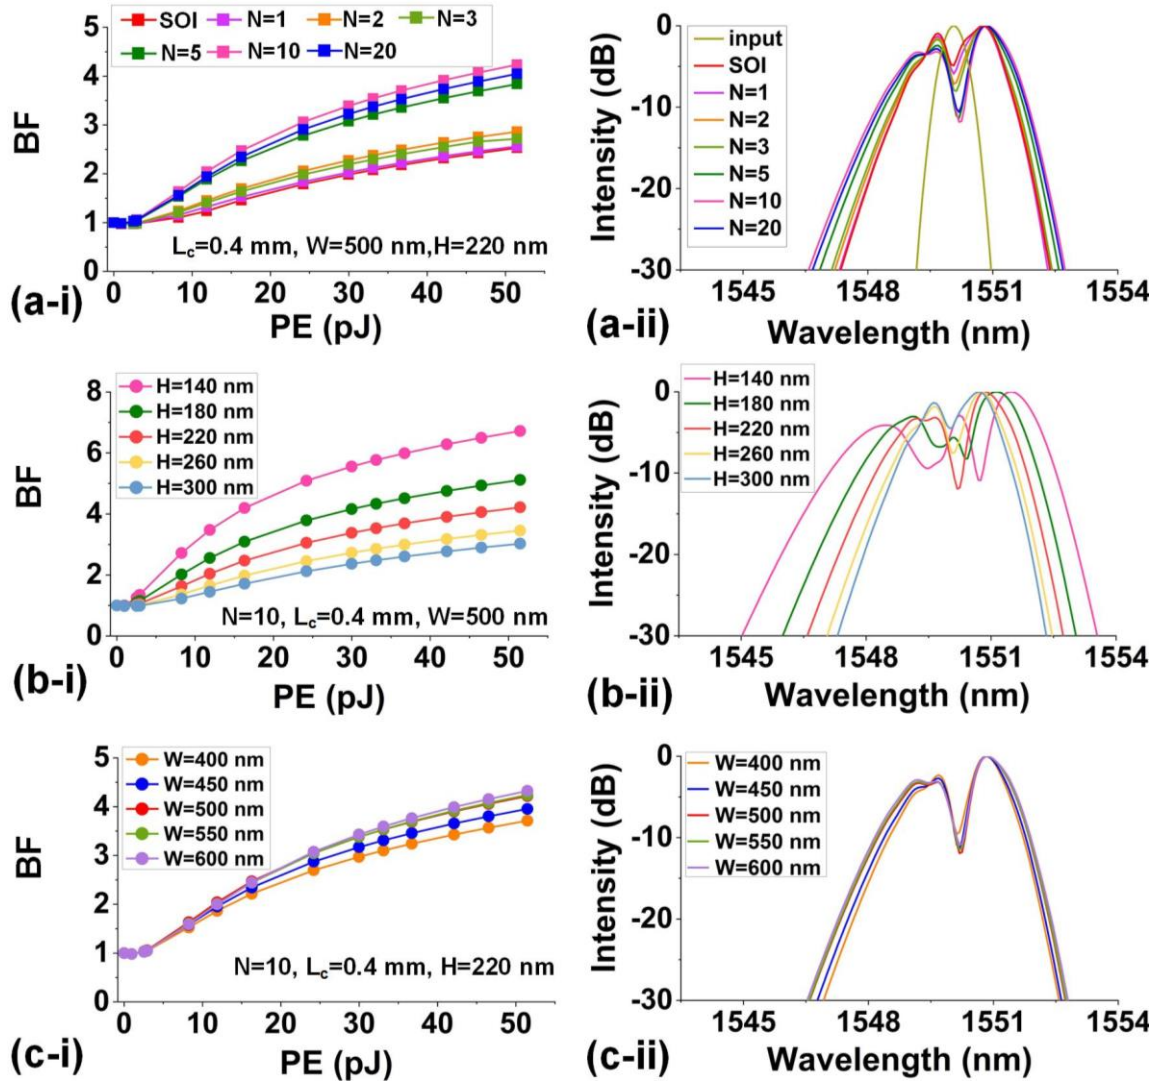 SOI N=1 N=2 N=3
N=5 N=10 N=20
5
4
3
2
1
0
BF
L_c=0.4 mm, W=500 nm,H=220 nm
0 10 20 30 40 50
PE (pJ)
(a-i)
input
SOI
N=1
N=2
N=3
N=5
N=10
N=20
0
-10
-20
-30
Intensity (dB)
1545 1548 1551 1554
Wavelength (nm)
(a-ii)
H=140 nm
H=180 nm
H=220 nm
H=260 nm
H=300 nm
8
6
4
2
0
BF
N=10, L_c=0.4 mm, W=500 nm
0 10 20 30 40 50
PE (pJ)
(b-i)
H=140 nm
H=180 nm
H=220 nm
H=260 nm
H=300 nm
0
-10
-20
-30
Intensity (dB)
1545 1548 1551 1554
Wavelength (nm)
(b-ii)
W=400 nm
W=450 nm
W=500 nm
W=550 nm
W=600 nm
5
4
3
2
1
0
BF
N=10, L_c=0.4 mm, H=220 nm
0 10 20 30 40 50
PE (pJ)
(c-i)
W=400 nm
W=450 nm
W=500 nm
W=550 nm
W=600 nm
0
-10
-20
-30
Intensity (dB)
1545 1548 1551 1554
Wavelength (nm)
(c-ii)